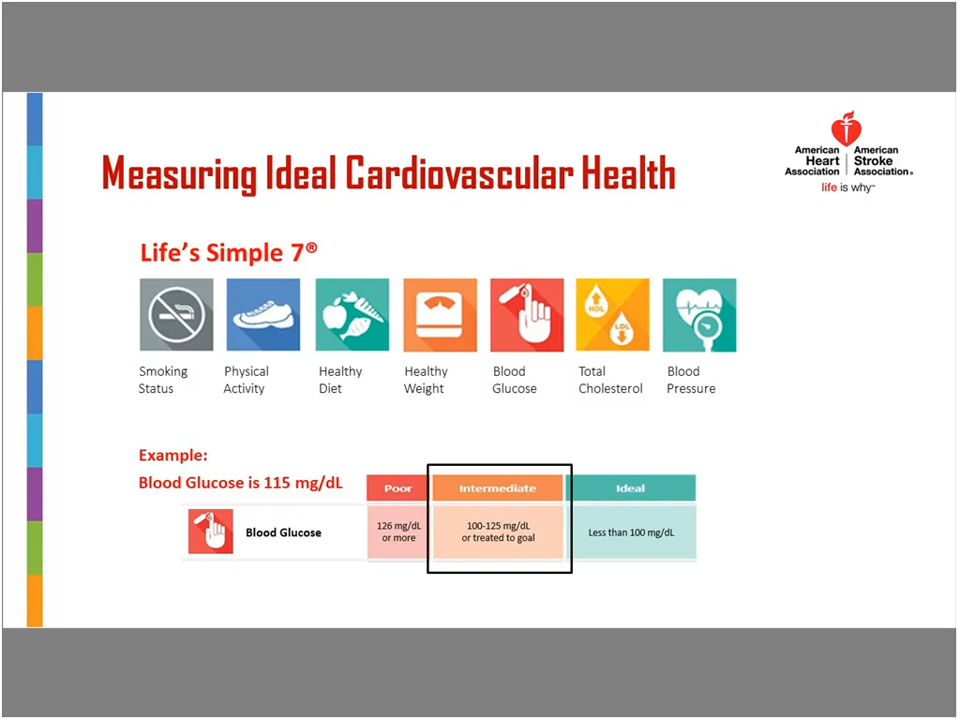 American Heart Association
American Stroke Association®
life is why™
Measuring Ideal Cardiovascular Health
Life's Simple 7®
HDL
LDL
Smoking Status
Physical Activity
Healthy Diet
Healthy Weight
Blood Glucose
Total Cholesterol
Blood Pressure
Example:
Blood Glucose is 115 mg/dL
Poor
Intermediate
Ideal
Blood Glucose
126 mg/dL
or more
100-125 mg/dL
or treated to goal
Less than 100 mg/dL